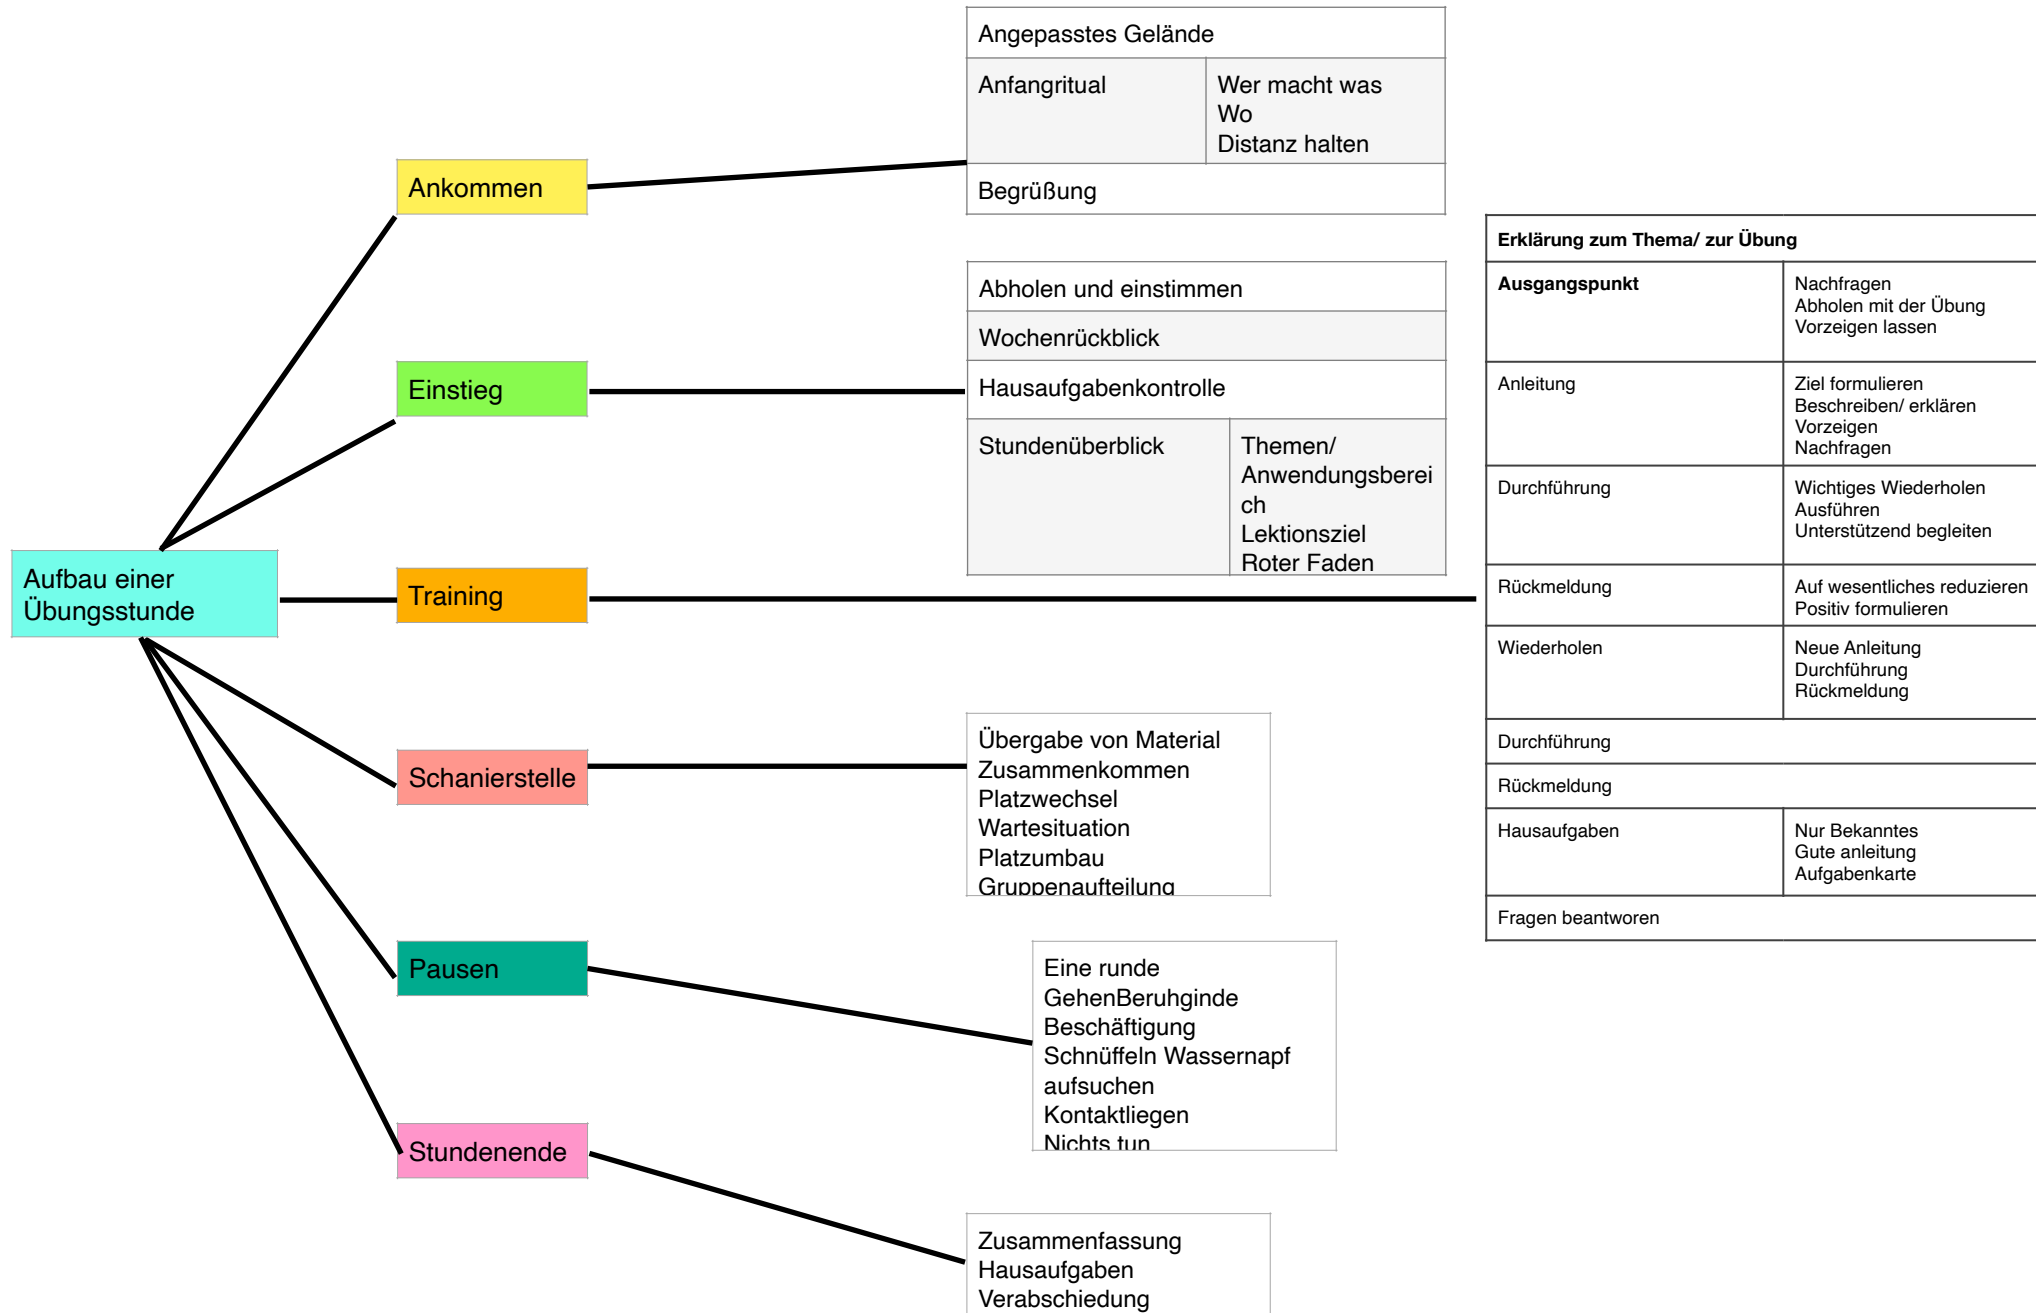 Aufbau einer
Übungsstunde
Ankommen
Angepasstes Gelände
Anfangritual
Wer macht was
Wo
Distanz halten
Begrüßung
Einstieg
Abholen und einstimmen
Wochenrückblick
Hausaufgabenkontrolle
Stundenüberblick
Themen/
Anwendungsberei
ch
Lektionsziel
Roter Faden
Training
Erklärung zum Thema/ zur Übung
Ausgangspunkt
Nachfragen
Abholen mit der Übung
Vorzeigen lassen
Anleitung
Ziel formulieren
Beschreiben/ erklären
Vorzeigen
Nachfragen
Durchführung
Wichtiges Wiederholen
Ausführen
Unterstützend begleiten
Rückmeldung
Auf wesentliches reduzieren
Positiv formulieren
Wiederholen
Neue Anleitung
Durchführung
Rückmeldung
Durchführung
Rückmeldung
Hausaufgaben
Nur Bekanntes
Gute anleitung
Aufgabenkarte
Fragen beantworen
Schanierstelle
Übergabe von Material
Zusammenkommen
Platzwechsel
Wartesituation
Platzumbau
Gruppenaufteilung
Pausen
Eine runde
GehenBeruhginde
Beschäftigung
Schnüffeln Wassernapf
aufsuchen
Kontaktliegen
Nichts tun
Stundenende
Zusammenfassung
Hausaufgaben
Verabschiedung